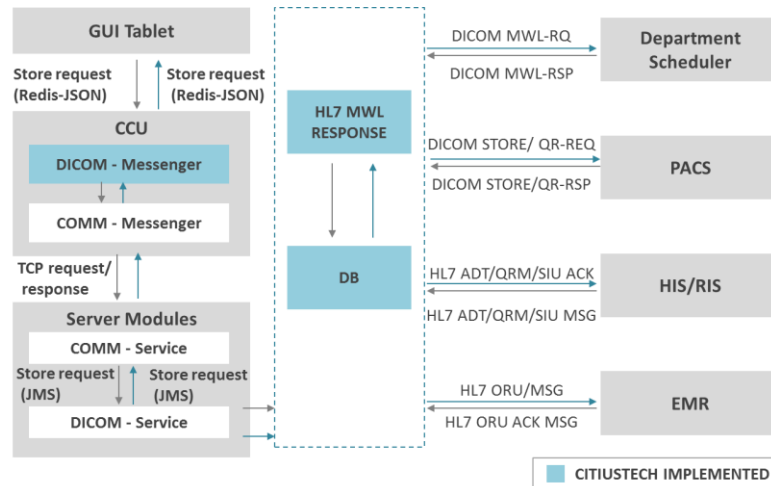 GUI Tablet
Store request
(Redis-JSON)
Store request
(Redis-JSON)
CCU
DICOM - Messenger
COMM - Messenger
TCP request/
response
Server Modules
COMM - Service
Store request
(JMS)
Store request
(JMS)
DICOM - Service
HL7 MWL
RESPONSE
DB
DICOM MWL-RQ
DICOM MWL-RSP
Department
Scheduler
DICOM STORE/ QR-REQ
DICOM STORE/QR-RSP
PACS
HL7 ADT/QRM/SIU ACK
HL7 ADT/QRM/SIU MSG
HIS/RIS
HL7 ORU/MSG
HL7 ORU ACK MSG
EMR
CITIUSTECH IMPLEMENTED